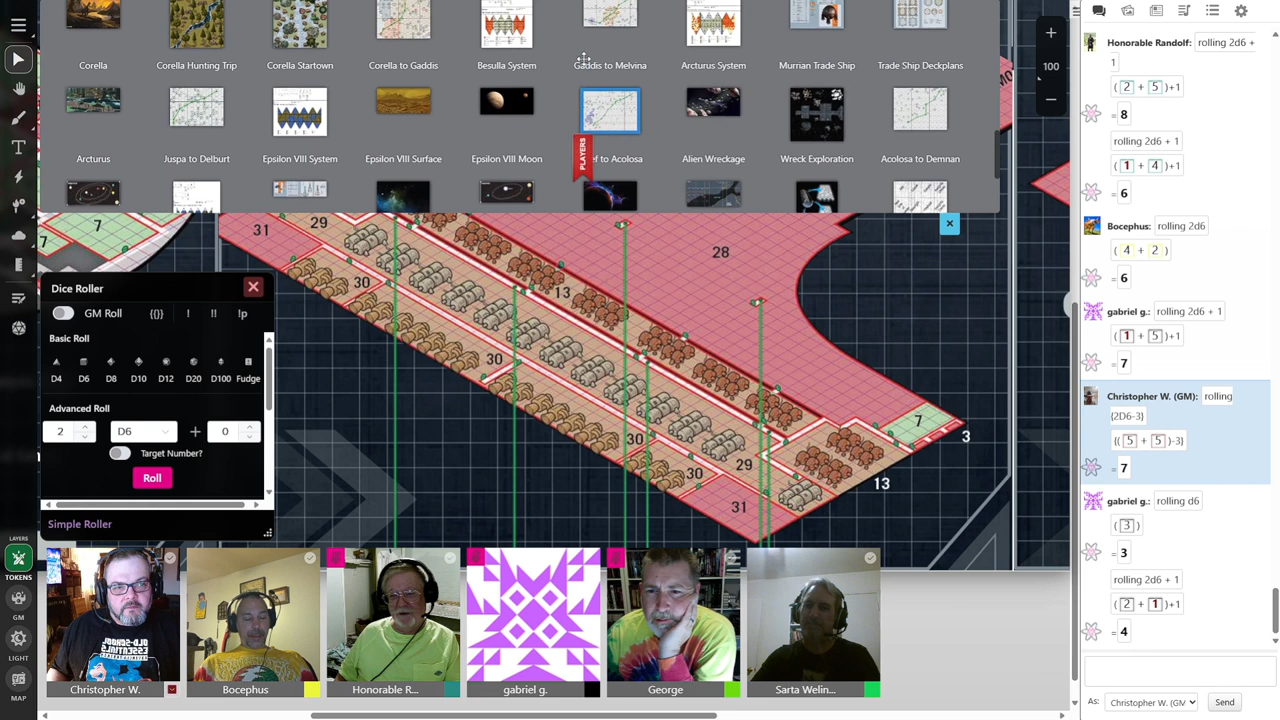 Corella
Corella Hunting Trip
Corella Startown
Corella to Gaddis
Besulla System
Gaddis to Melvina
Arcturus System
Murrian Trade Ship
Trade Ship Deckplans
Arcturus
Juspa to Delburt
Epsilon VIII System
Epsilon VIII Surface
Epsilon VIII Moon
ef to Acolosa
Alien Wreckage
Wreck Exploration
Acolosa to Demnan
PLAYERS
100
7
7
31
29
30
13
28
30
30
30
29
31
7
3
13
Dice Roller
GM Roll
{{}}
!
!!
!p
Basic Roll
D4
D6
D8
D10
D12
D20
D100
Fudge
Advanced Roll
2
D6
+
0
Target Number?
Roll
Simple Roller
LAYERS
TOKENS
GM
LIGHT
MAP
OLD-SCHOOL
ESSENTIALS
Christopher W.
Bocephus
Honorable R...
gabriel g.
George
Sarta Welin...
Honorable Randolf: rolling 2d6 +
1
( 2 + 5 )+1
= 8
rolling 2d6 + 1
( 1 + 4 )+1
= 6
Bocephus: rolling 2d6
( 4 + 2 )
= 6
gabriel g.: rolling 2d6 + 1
( 1 + 5 )+1
= 7
Christopher W. (GM): rolling
{2D6-3}
{( 5 + 5 )-3}
= 7
gabriel g.: rolling d6
( 3 )
= 3
rolling 2d6 + 1
( 2 + 1 )+1
= 4
As:
Christopher W. (GM
Send